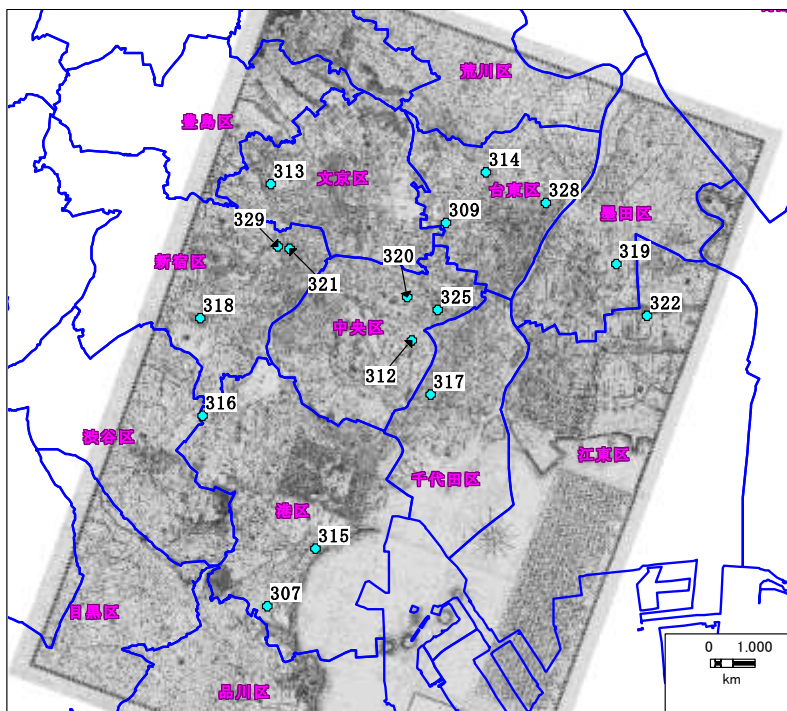 荒川区
豊島区
314
313
文京区
台東区
328
墨田区
309
329
320
319
新宿区
321
325
322
318
中央区
312
317
316
渋谷区
江東区
千代田区
港区
315
307
目黒区
品川区
0 1.000
km